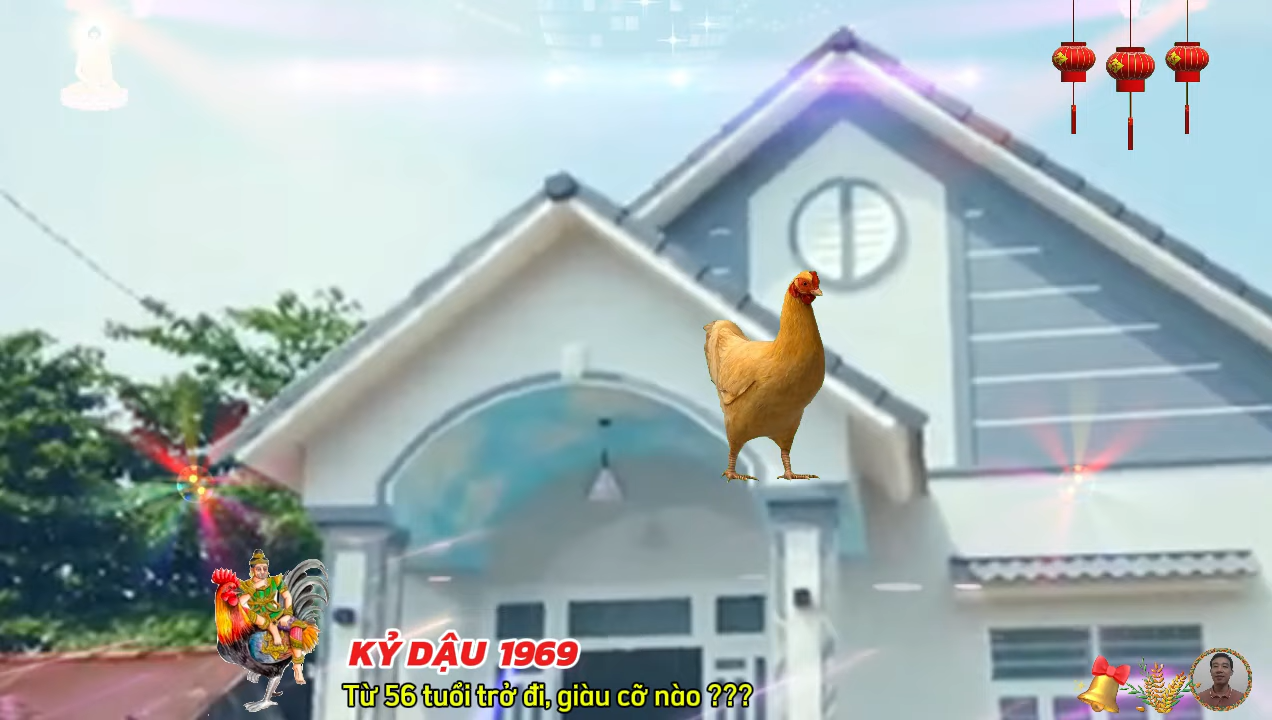 KỶ DẬU 1969
Từ 56 tuổi trở đi, giàu cỡ nào ???